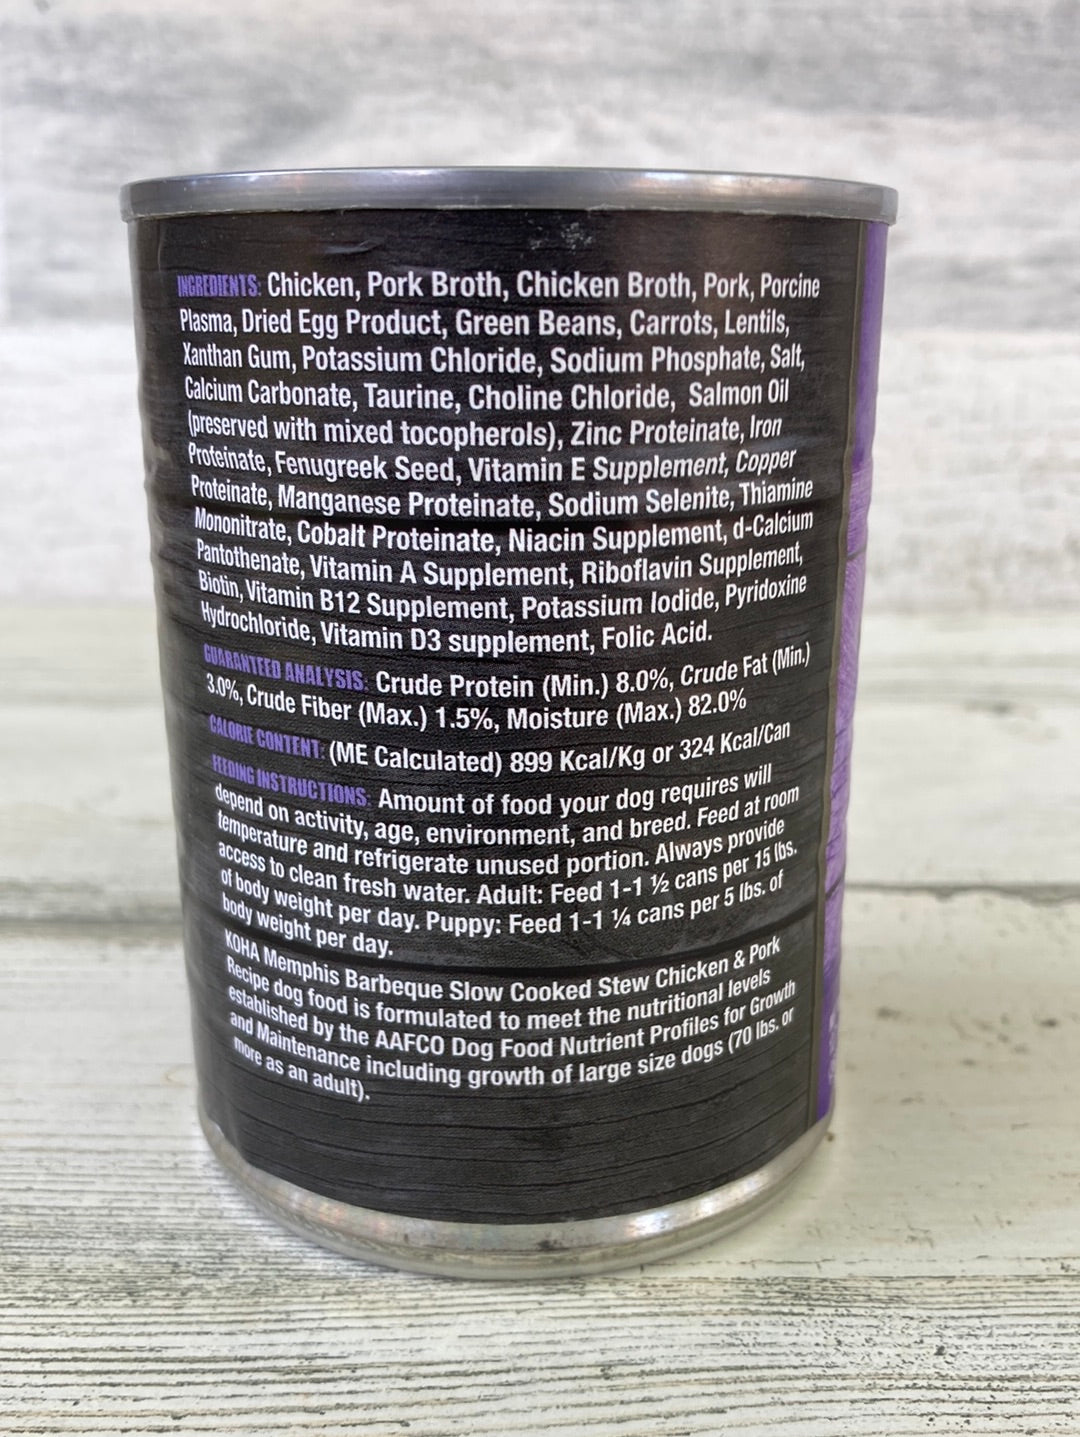 INGREDIENTS: Chicken, Pork Broth, Chicken Broth, Pork, Porcine
Plasma, Dried Egg Product, Green Beans, Carrots, Lentils,
Xanthan Gum, Potassium Chloride, Sodium Phosphate, Salt,
Calcium Carbonate, Taurine, Choline Chloride, Salmon Oil
(preserved with mixed tocopherols), Zinc Proteinate, Iron
Proteinate, Fenugreek Seed, Vitamin E Supplement, Copper
Proteinate, Manganese Proteinate, Sodium Selenite, Thiamine
Mononitrate, Cobalt Proteinate, Niacin Supplement, d-Calcium
Pantothenate, Vitamin A Supplement, Riboflavin Supplement,
Biotin, Vitamin B12 Supplement, Potassium Iodide, Pyridoxine
Hydrochloride, Vitamin D3 supplement, Folic Acid.
GUARANTEED ANALYSIS: Crude Protein (Min.) 8.0%, Crude Fat (Min.)
3.0%, Crude Fiber (Max.) 1.5%, Moisture (Max.) 82.0%
CALORIE CONTENT: (ME Calculated) 899 Kcal/Kg or 324 Kcal/Can
FEEDING INSTRUCTIONS: Amount of food your dog requires will
depend on activity, age, environment, and breed. Feed at room
temperature and refrigerate unused portion. Always provide
access to clean fresh water. Adult: Feed 1-1 ½ cans per 15 lbs.
of body weight per day. Puppy: Feed 1-1 ¼ cans per 5 lbs. of
body weight per day.
KOHA Memphis Barbeque Slow Cooked Stew Chicken & Pork
Recipe dog food is formulated to meet the nutritional levels
established by the AAFCO Dog Food Nutrient Profiles for Growth
and Maintenance including growth of large size dogs (70 lbs. or
more as an adult).